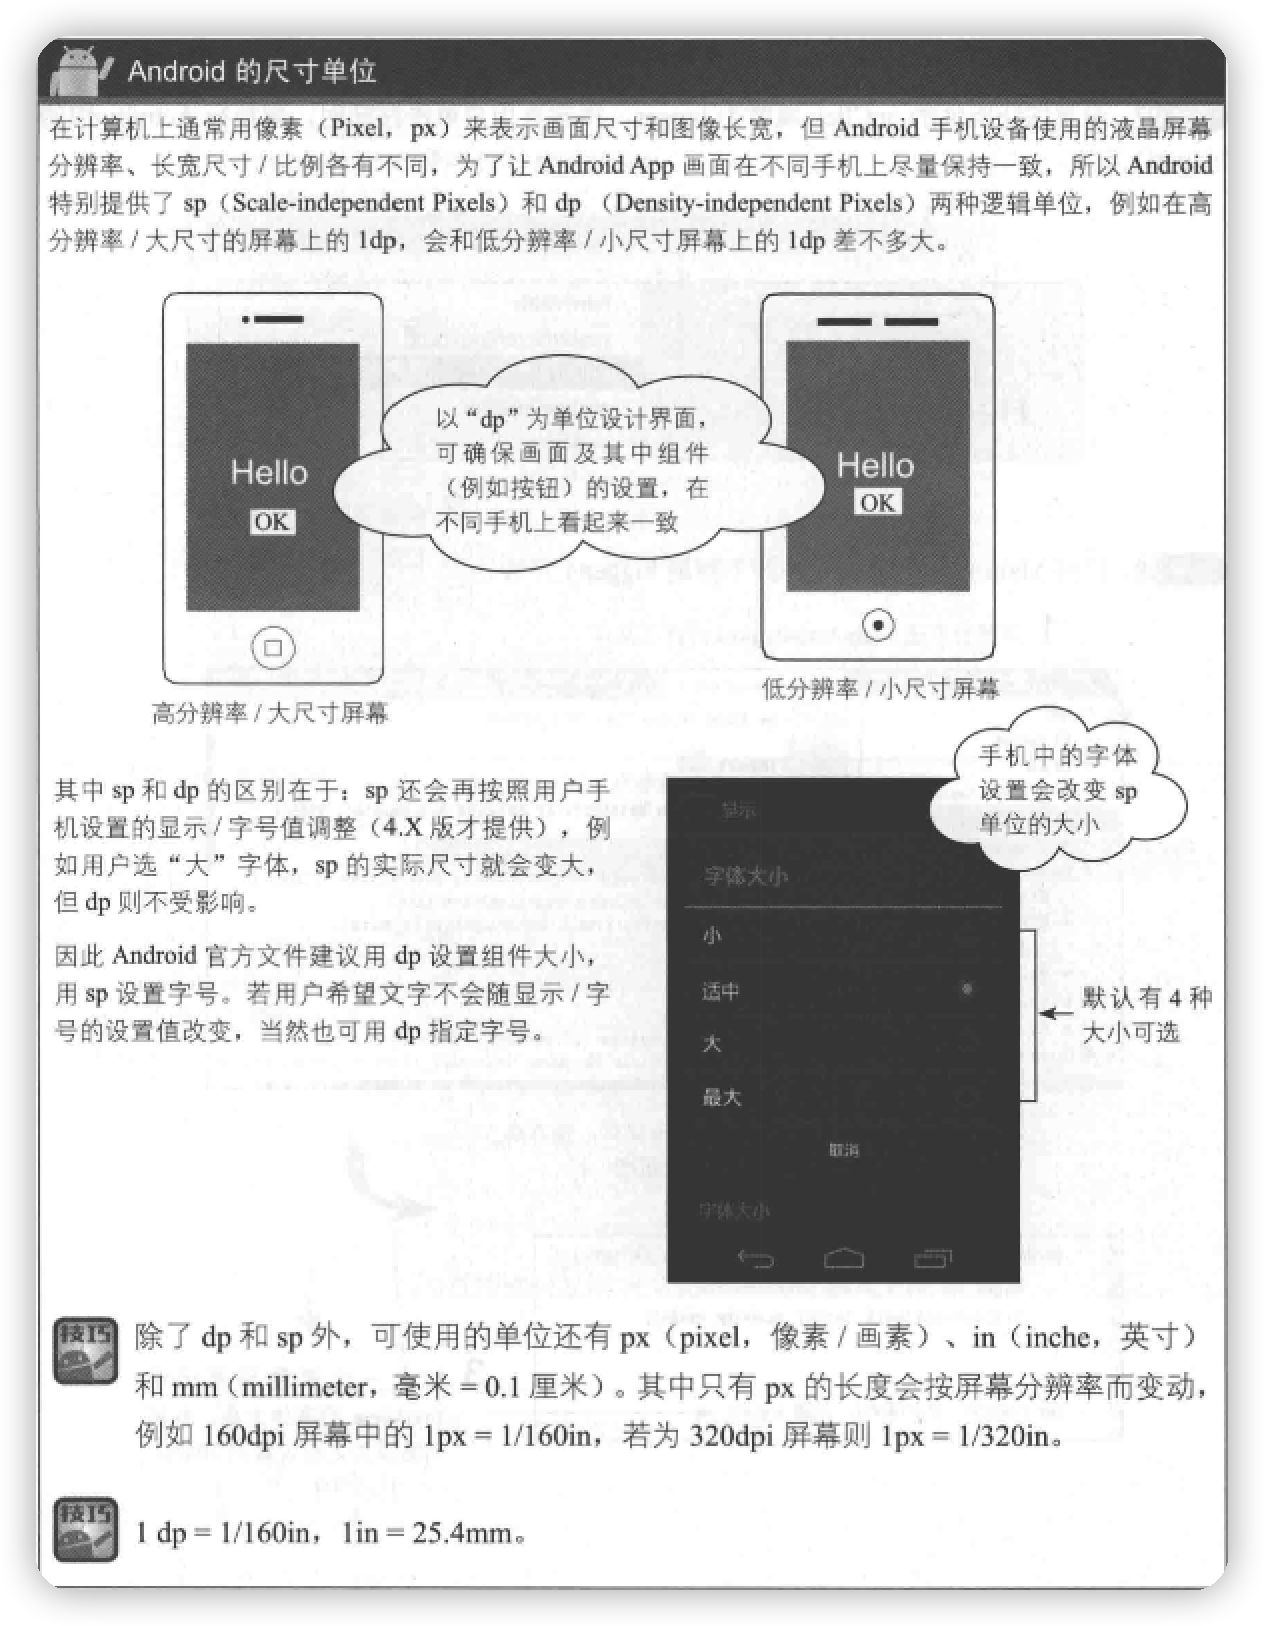 Android 的尺寸单位
在计算机上通常用像素（Pixel，px）来表示画面尺寸和图像长宽，但 Android 手机设备使用的液晶屏幕
分辨率、长宽尺寸 / 比例各有不同，为了让 Android App 画面在不同手机上尽量保持一致，所以 Android
特别提供了 sp（Scale-independent Pixels）和 dp （Density-independent Pixels）两种逻辑单位，例如在高
分辨率 / 大尺寸的屏幕上的 1dp，会和低分辨率 / 小尺寸屏幕上的 1dp 差不多大。
以“dp”为单位设计界面，
可确保画面及其中组件
（例如按钮）的设置，在
不同手机上看起来一致
Hello
OK
Hello
OK
高分辨率 / 大尺寸屏幕
低分辨率 / 小尺寸屏幕
手机中的字体
设置会改变 sp
单位的大小
其中 sp 和 dp 的区别在于：sp 还会再按照用户手
机设置的显示 / 字号值调整（4.X 版才提供），例
如用户选“大”字体，sp 的实际尺寸就会变大，
但 dp 则不受影响。
因此 Android 官方文件建议用 dp 设置组件大小，
用 sp 设置字号。若用户希望文字不会随显示 / 字
号的设置值改变，当然也可用 dp 指定字号。
显示
字体大小
小
适中
大
最大
取消
字体大小
默认有 4 种
大小可选
技巧
除了 dp 和 sp 外，可使用的单位还有 px（pixel，像素 / 画素）、in（inche，英寸）
和 mm（millimeter，毫米 = 0.1 厘米）。其中只有 px 的长度会按屏幕分辨率而变动，
例如 160dpi 屏幕中的 1px = 1/160in，若为 320dpi 屏幕则 1px = 1/320in。
技巧
1 dp = 1/160in，1in = 25.4mm。